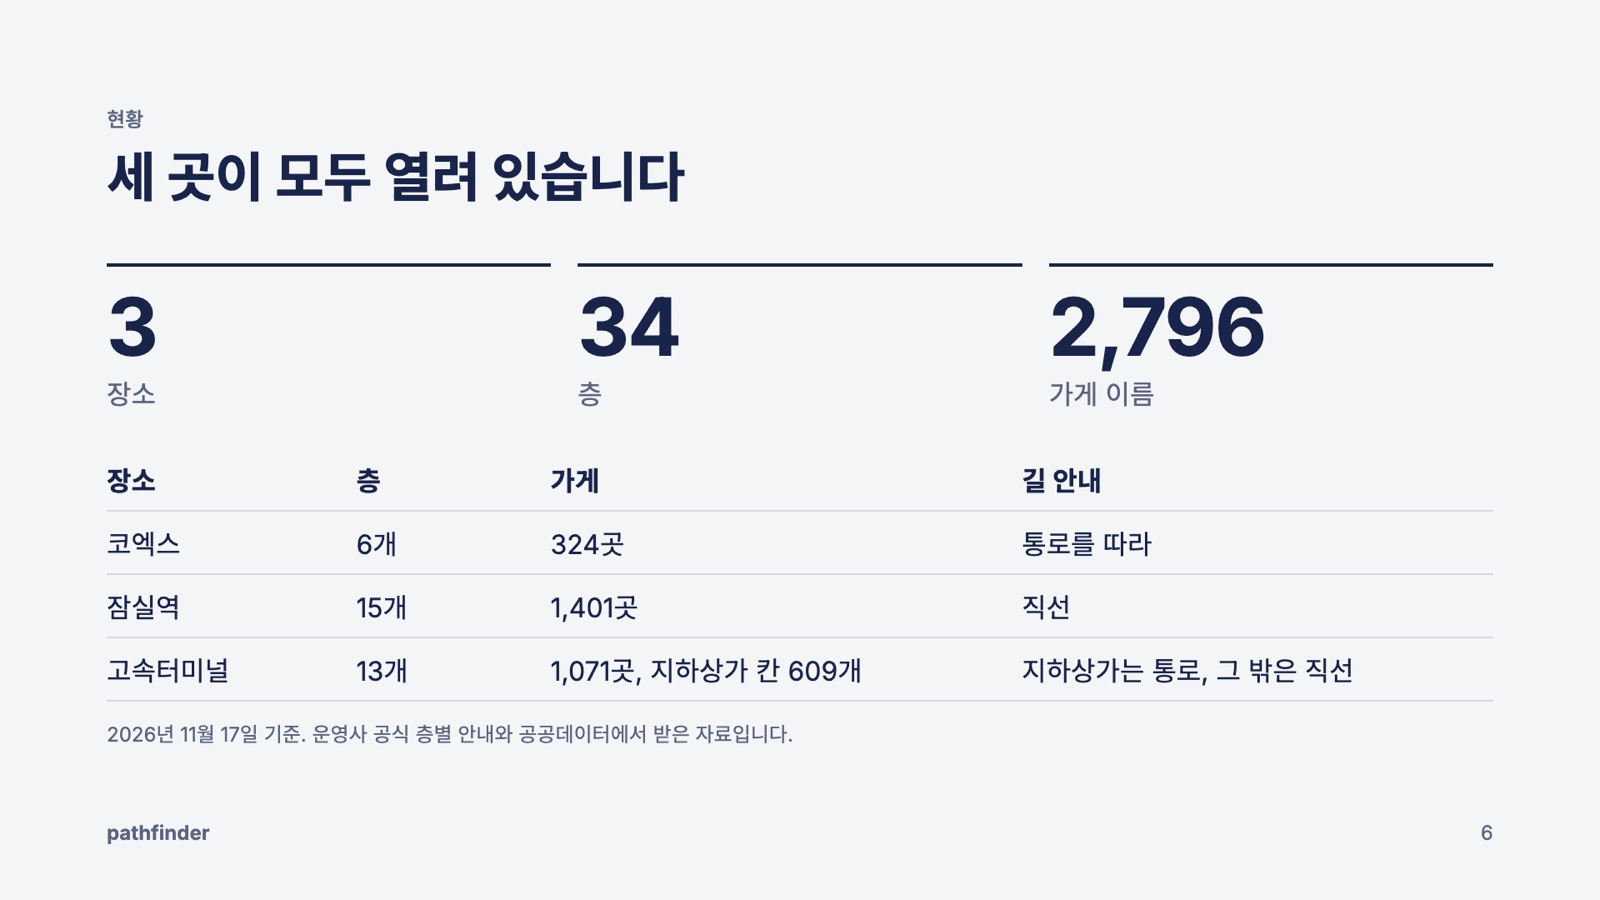 현황
세 곳이 모두 열려 있습니다
3
장소
34
층
2,796
가게 이름
장소 층 가게 길 안내
코엑스 6개 324곳 통로를 따라
잠실역 15개 1,401곳 직선
고속터미널 13개 1,071곳, 지하상가 칸 609개 지하상가는 통로, 그 밖은 직선
2026년 11월 17일 기준. 운영사 공식 층별 안내와 공공데이터에서 받은 자료입니다.
pathfinder 6